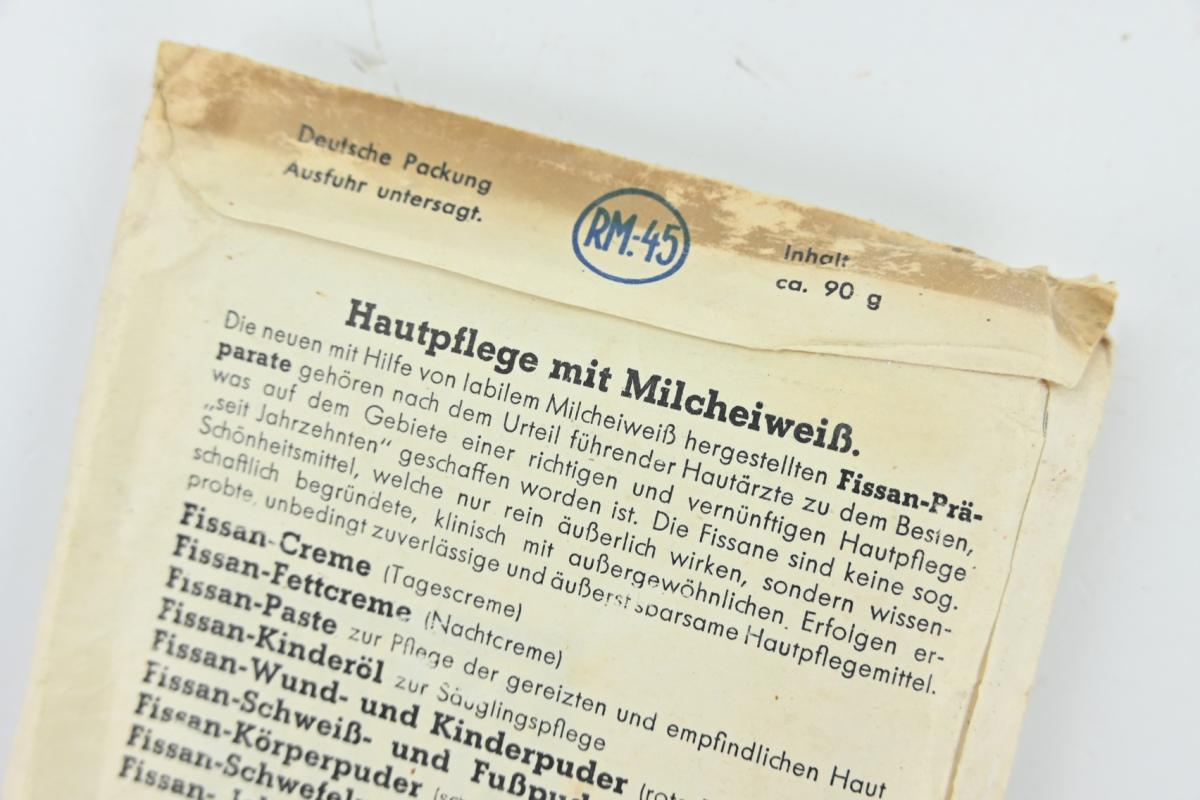 Deutsche Packung
Ausfuhr untersagt.
RM.-45
Inhalt
ca. 90 g
Hautpflege mit Milcheiweiß.
Die neuen mit Hilfe von labilem Milcheiweiß hergestellten Fissan-Prä-
parate gehören nach dem Urteil führender Hautärzte zu dem Besten,
was auf dem Gebiete einer richtigen und vernünftigen Hautpflege
„seit Jahrzehnten“ geschaffen worden ist. Die Fissane sind keine sog.
Schönheitsmittel, welche nur rein äußerlich wirken, sondern wissen-
schaftlich begründete, klinisch mit außergewöhnlichen Erfolgen er-
probte, unbedingt zuverlässige und äußerst sparsame Hautpflegemittel.
Fissan-Creme (Tagescreme)
Fissan-Fettcreme (Nachtcreme)
Fissan-Paste zur Pflege der gereizten und empfindlichen Haut
Fissan-Kinderöl zur Säuglingspflege
Fissan-Wund- und Kinderpuder
Fissan-Schweiß- und
Fissan-Körperpuder
Fissan-
Fissan-